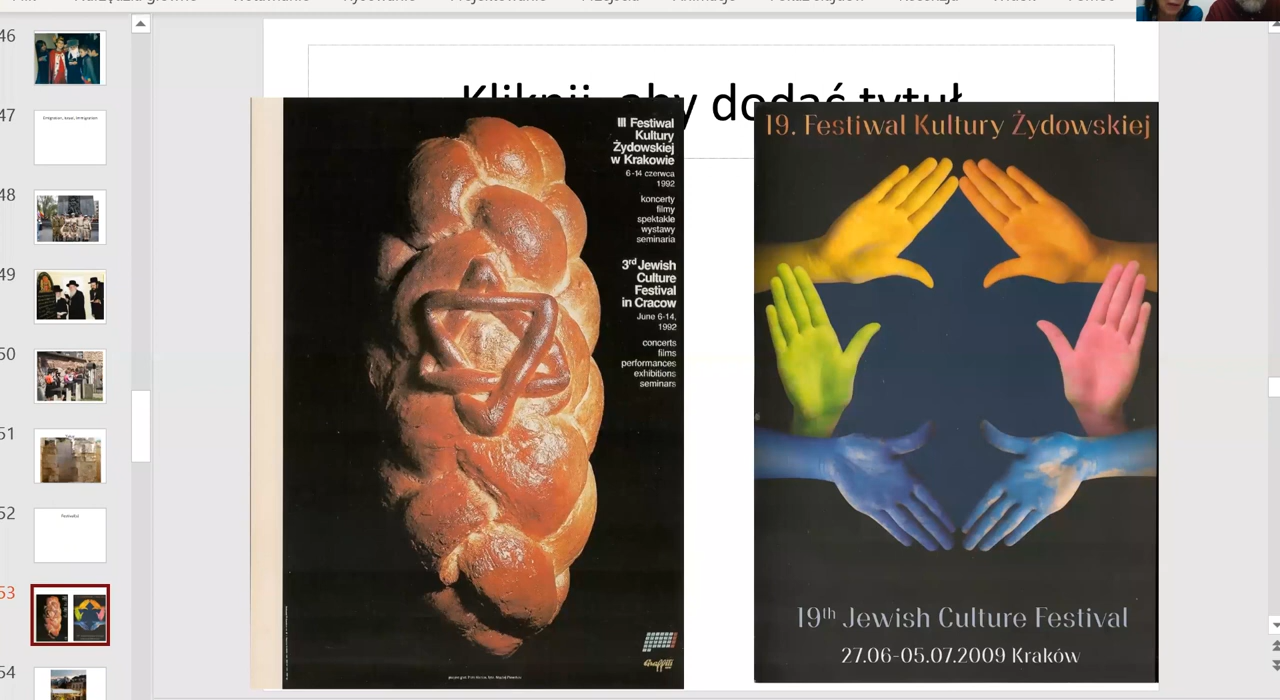 46
47
48
49
50
51
52
53
54
Kliknij, aby dodać tytuł
III Festiwal
Kultury
Żydowskiej
w Krakowie
6-14 czerwca
1992
koncerty
filmy
spektakle
wystawy
seminaria
3rd Jewish
Culture
Festival
in Cracow
June 6-14,
1992
concerts
films
performances
exhibitions
seminars
Graffiti
19. Festiwal Kultury Żydowskiej
19th Jewish Culture Festival
27.06-05.07.2009 Kraków